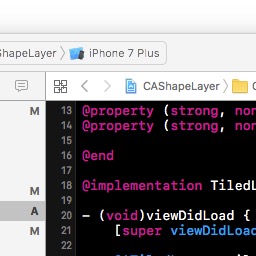 ShapeLayer iPhone 7 Plus
CAShapeLayer
M 13 @property (strong, non
14 @property (strong, non
15
16 @end
17
M 18 @implementation TiledL
19
A 20 - (void)viewDidLoad {
M 21 [super viewDidLoad
22